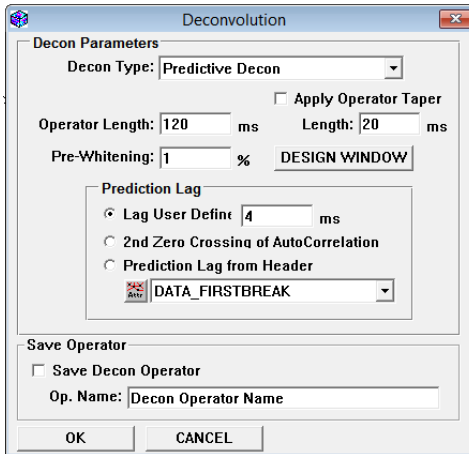 Deconvolution
Decon Parameters
Decon Type: Predictive Decon
Apply Operator Taper
Operator Length: 120 ms Length: 20 ms
Pre-Whitening: 1 % DESIGN WINDOW
Prediction Lag
Lag User Define 4 ms
2nd Zero Crossing of AutoCorrelation
Prediction Lag from Header
Attr DATA_FIRSTBREAK
Save Operator
Save Decon Operator
Op. Name: Decon Operator Name
OK CANCEL